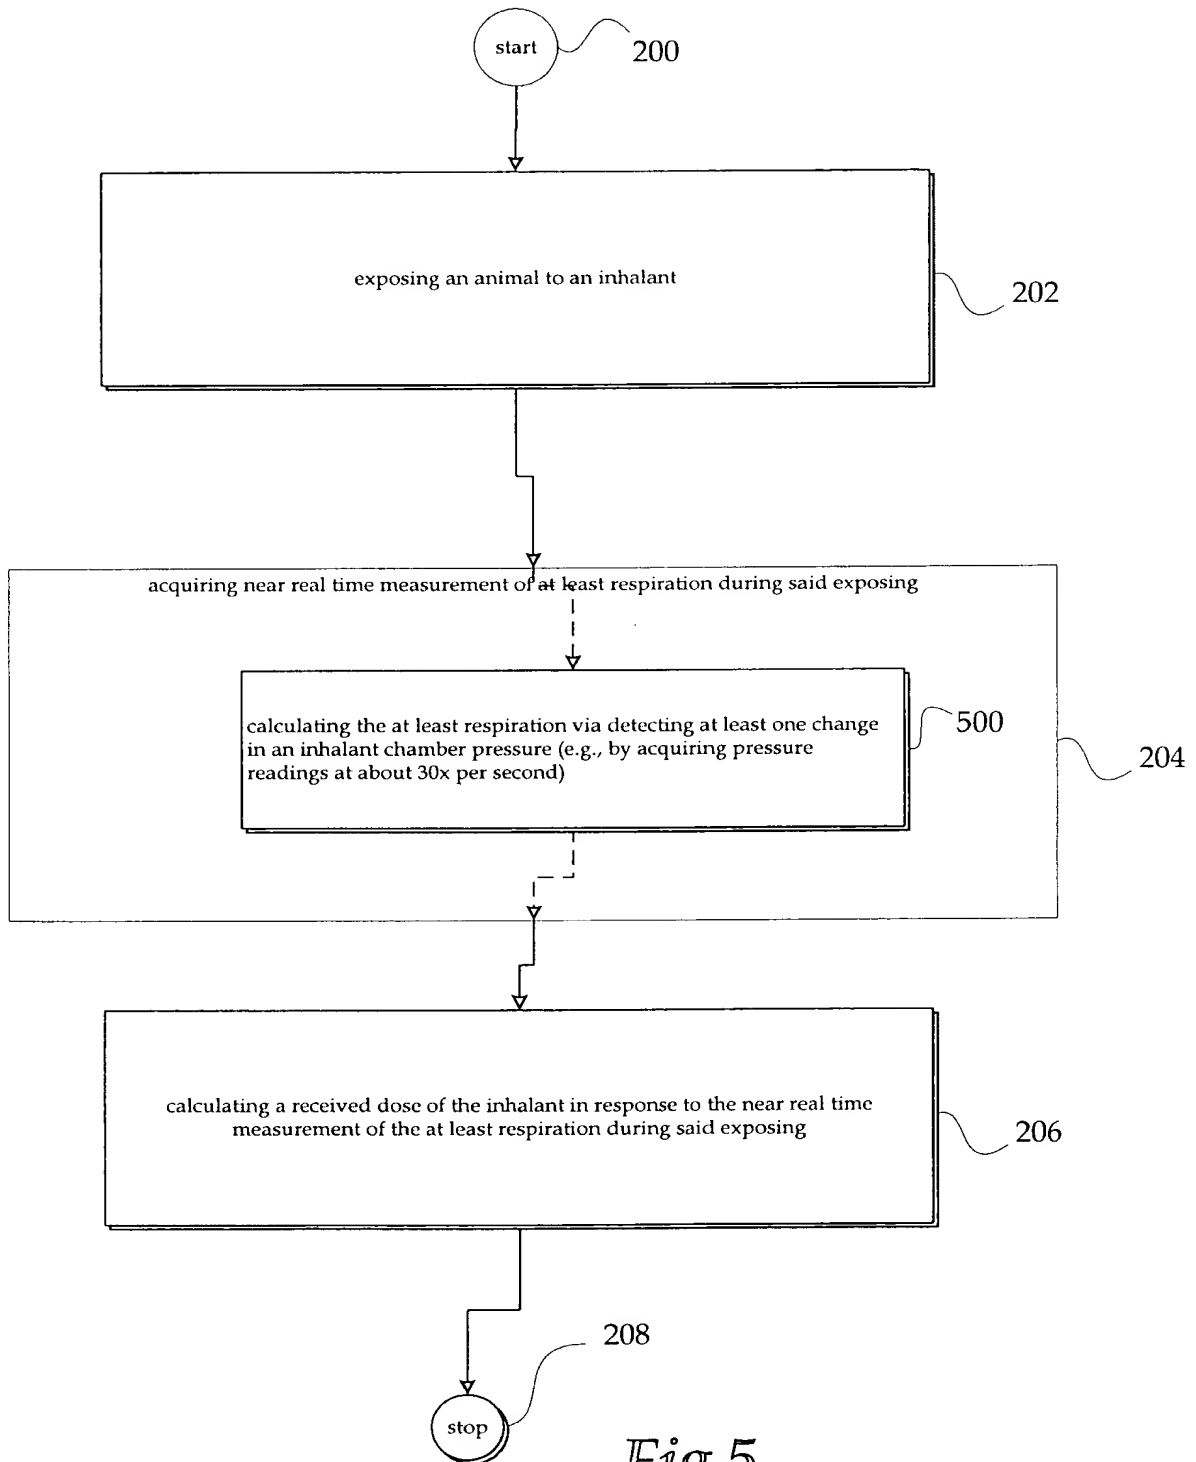 start
200
exposing an animal to an inhalant
202
acquiring near real time measurement of at least respiration during said exposing
calculating the at least respiration via detecting at least one change
in an inhalant chamber pressure (e.g., by acquiring pressure
readings at about 30x per second)
500
204
calculating a received dose of the inhalant in response to the near real time
measurement of the at least respiration during said exposing
206
208
stop
Fig 5